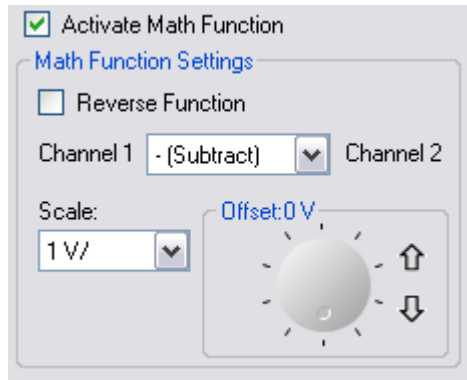 Activate Math Function
Math Function Settings
Reverse Function
Channel 1 - (Subtract) Channel 2
Scale:
Offset:0 V
1 V/